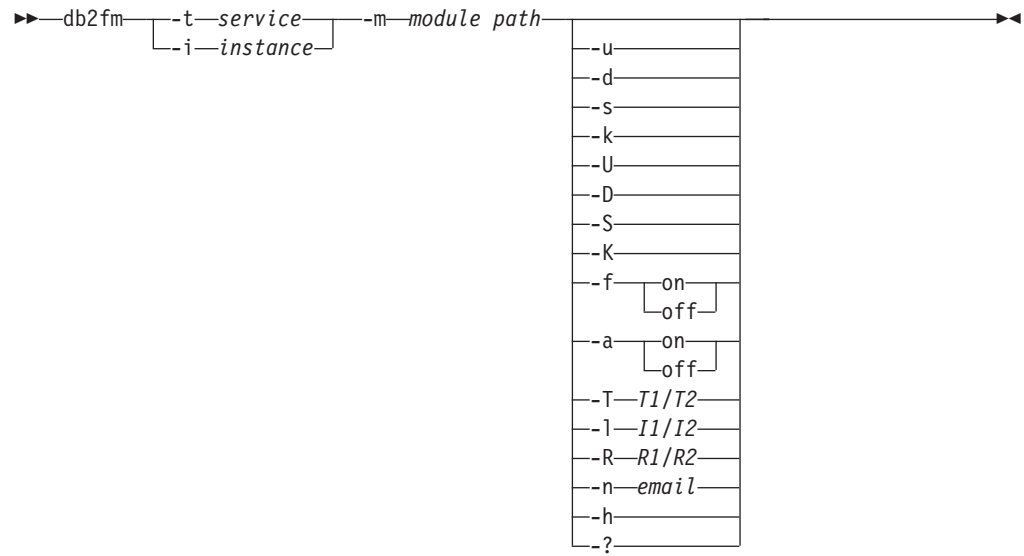 db2fm -t service -m module path
-i instance
-u
-d
-s
-k
-U
-D
-S
-K
-f on
off
-a on
off
-T T1/T2
-l I1/I2
-R R1/R2
-n email
-h
-?